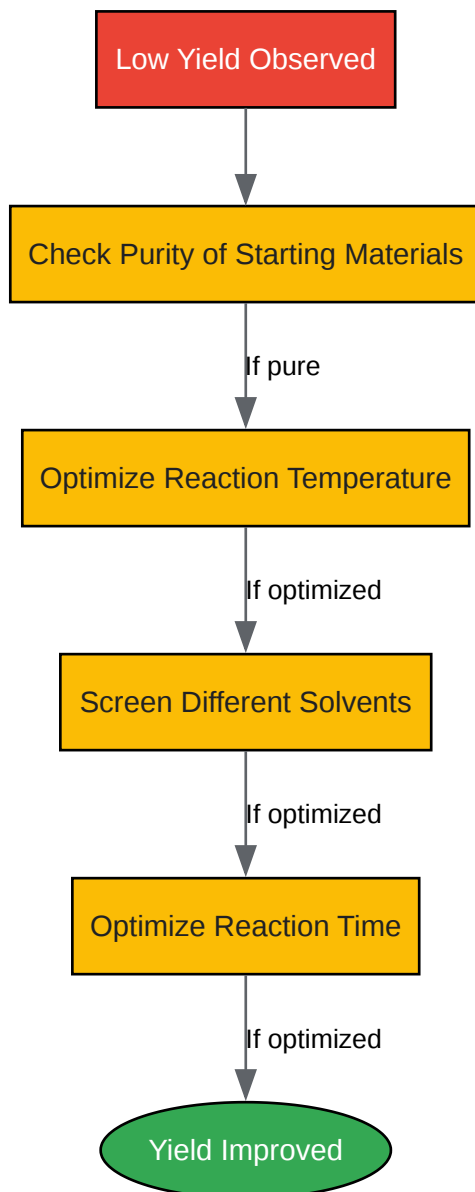 Low Yield Observed
Check Purity of Starting Materials
If pure
Optimize Reaction Temperature
If optimized
Screen Different Solvents
If optimized
Optimize Reaction Time
If optimized
Yield Improved